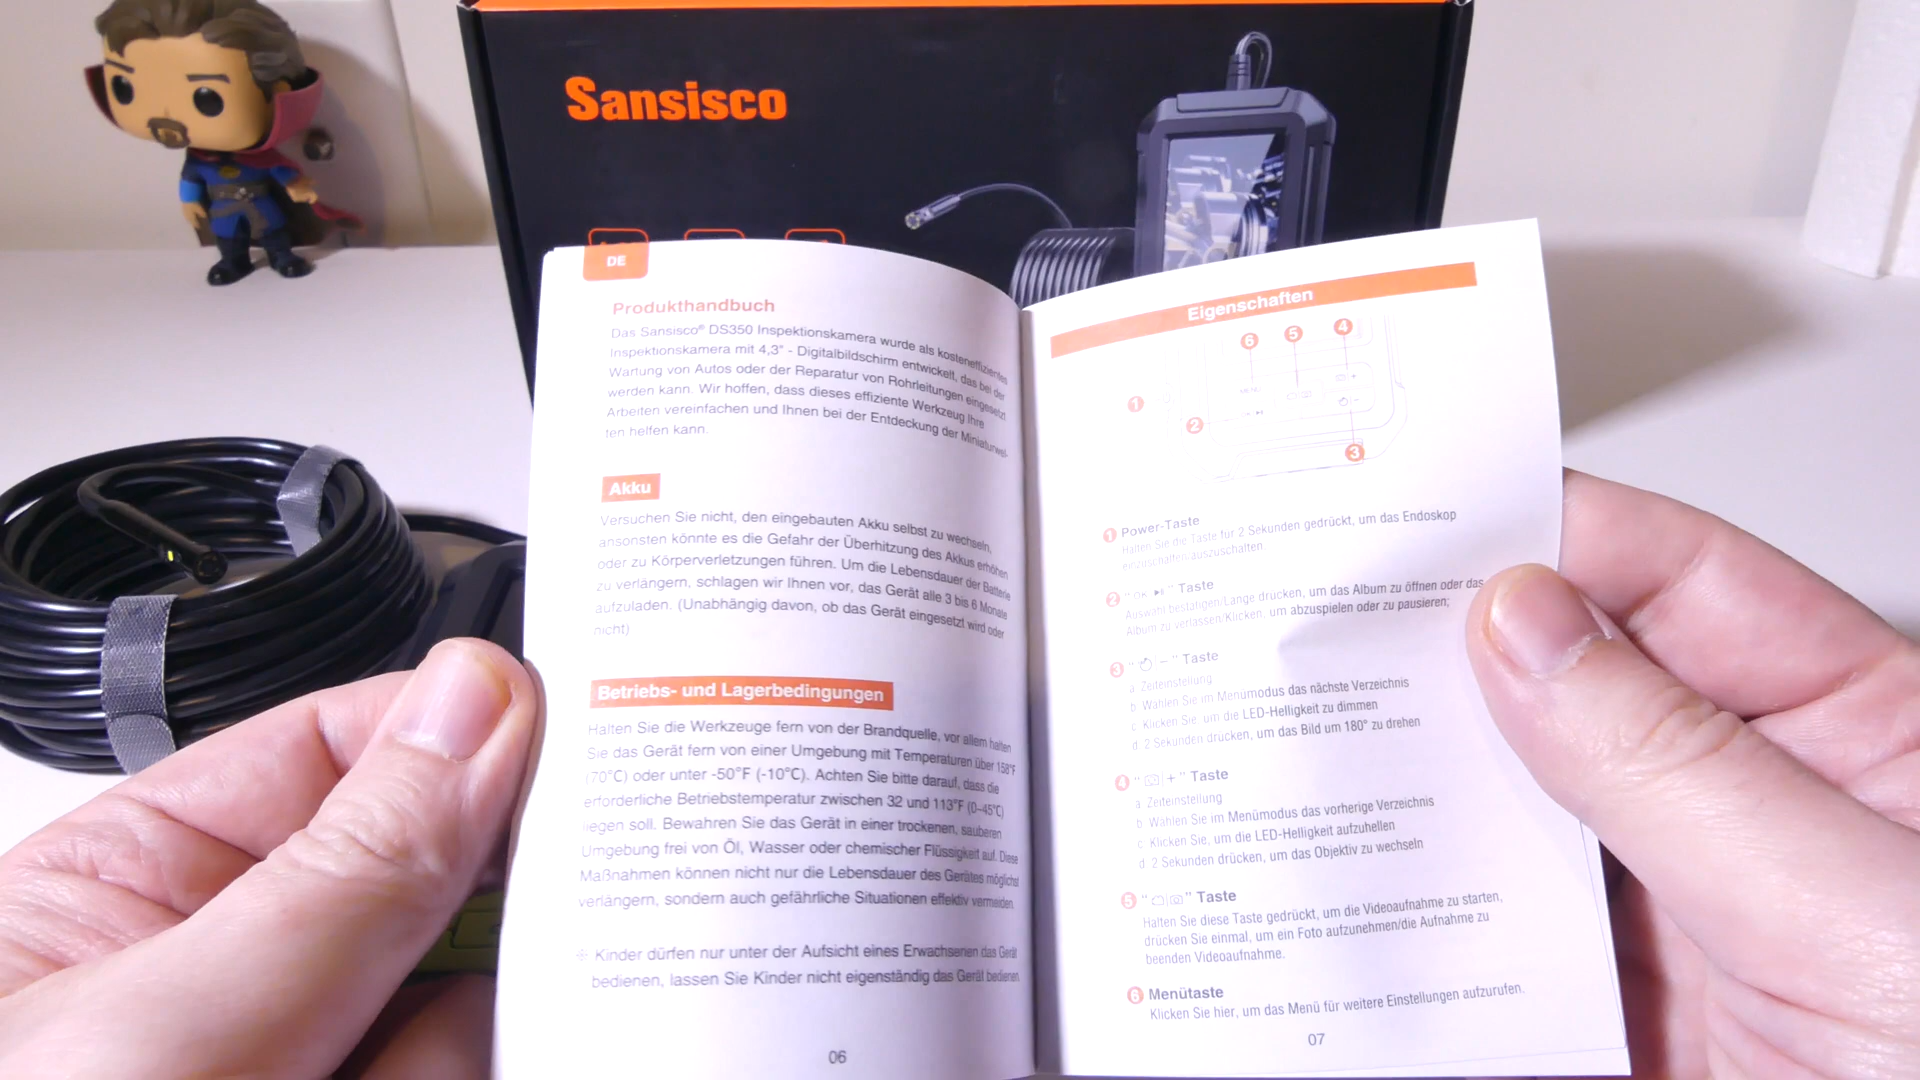 Sansisco
DE
Produkthandbuch
Das Sansisco® DS350 Inspektionskamera wurde als kosteneffizientes
Inspektionskamera mit 4,3" - Digitalbildschirm entwickelt, das bei der
Wartung von Autos oder der Reparatur von Rohrleitungen eingesetzt
werden kann. Wir hoffen, dass dieses effiziente Werkzeug Ihre
Arbeiten vereinfachen und Ihnen bei der Entdeckung der Miniaturwel-
ten helfen kann.
Akku
Versuchen Sie nicht, den eingebauten Akku selbst zu wechseln,
ansonsten könnte es die Gefahr der Überhitzung des Akkus erhöhen
oder zu Körperverletzungen führen. Um die Lebensdauer der Batterie
zu verlängern, schlagen wir Ihnen vor, das Gerät alle 3 bis 6 Monate
aufzuladen. (Unabhängig davon, ob das Gerät eingesetzt wird oder
nicht)
Betriebs- und Lagerbedingungen
Halten Sie die Werkzeuge fern von der Brandquelle, vor allem halten
Sie das Gerät fern von einer Umgebung mit Temperaturen über 158°F
(70°C) oder unter -50°F (-10°C). Achten Sie bitte darauf, dass die
erforderliche Betriebstemperatur zwischen 32 und 113°F (0~45°C)
liegen soll. Bewahren Sie das Gerät in einer trockenen, sauberen
Umgebung frei von Öl, Wasser oder chemischer Flüssigkeit auf. Diese
Maßnahmen können nicht nur die Lebensdauer des Gerätes möglichst
verlängern, sondern auch gefährliche Situationen effektiv vermeiden.
※ Kinder dürfen nur unter der Aufsicht eines Erwachsenen das Gerät
bedienen, lassen Sie Kinder nicht eigenständig das Gerät bedienen.
06
Eigenschaften
6 5 4
MENU
1
2
3
1 Power-Taste
Halten Sie die Taste für 2 Sekunden gedrückt, um das Endoskop
einzuschalten/auszuschalten.
2 "OK ▶II" Taste
Auswahl bestätigen/Lange drücken, um das Album zu öffnen oder das
Album zu verlassen/Klicken, um abzuspielen oder zu pausieren;
3 " | − " Taste
a. Zeiteinstellung
b. Wählen Sie im Menümodus das nächste Verzeichnis
c. Klicken Sie, um die LED-Helligkeit zu dimmen
d. 2 Sekunden drücken, um das Bild um 180° zu drehen
4 " | + " Taste
a. Zeiteinstellung
b. Wählen Sie im Menümodus das vorherige Verzeichnis
c. Klicken Sie, um die LED-Helligkeit aufzuhellen
d. 2 Sekunden drücken, um das Objektiv zu wechseln
5 " | " Taste
Halten Sie diese Taste gedrückt, um die Videoaufnahme zu starten,
drücken Sie einmal, um ein Foto aufzunehmen/die Aufnahme zu
beenden Videoaufnahme.
6 Menütaste
Klicken Sie hier, um das Menü für weitere Einstellungen aufzurufen.
07